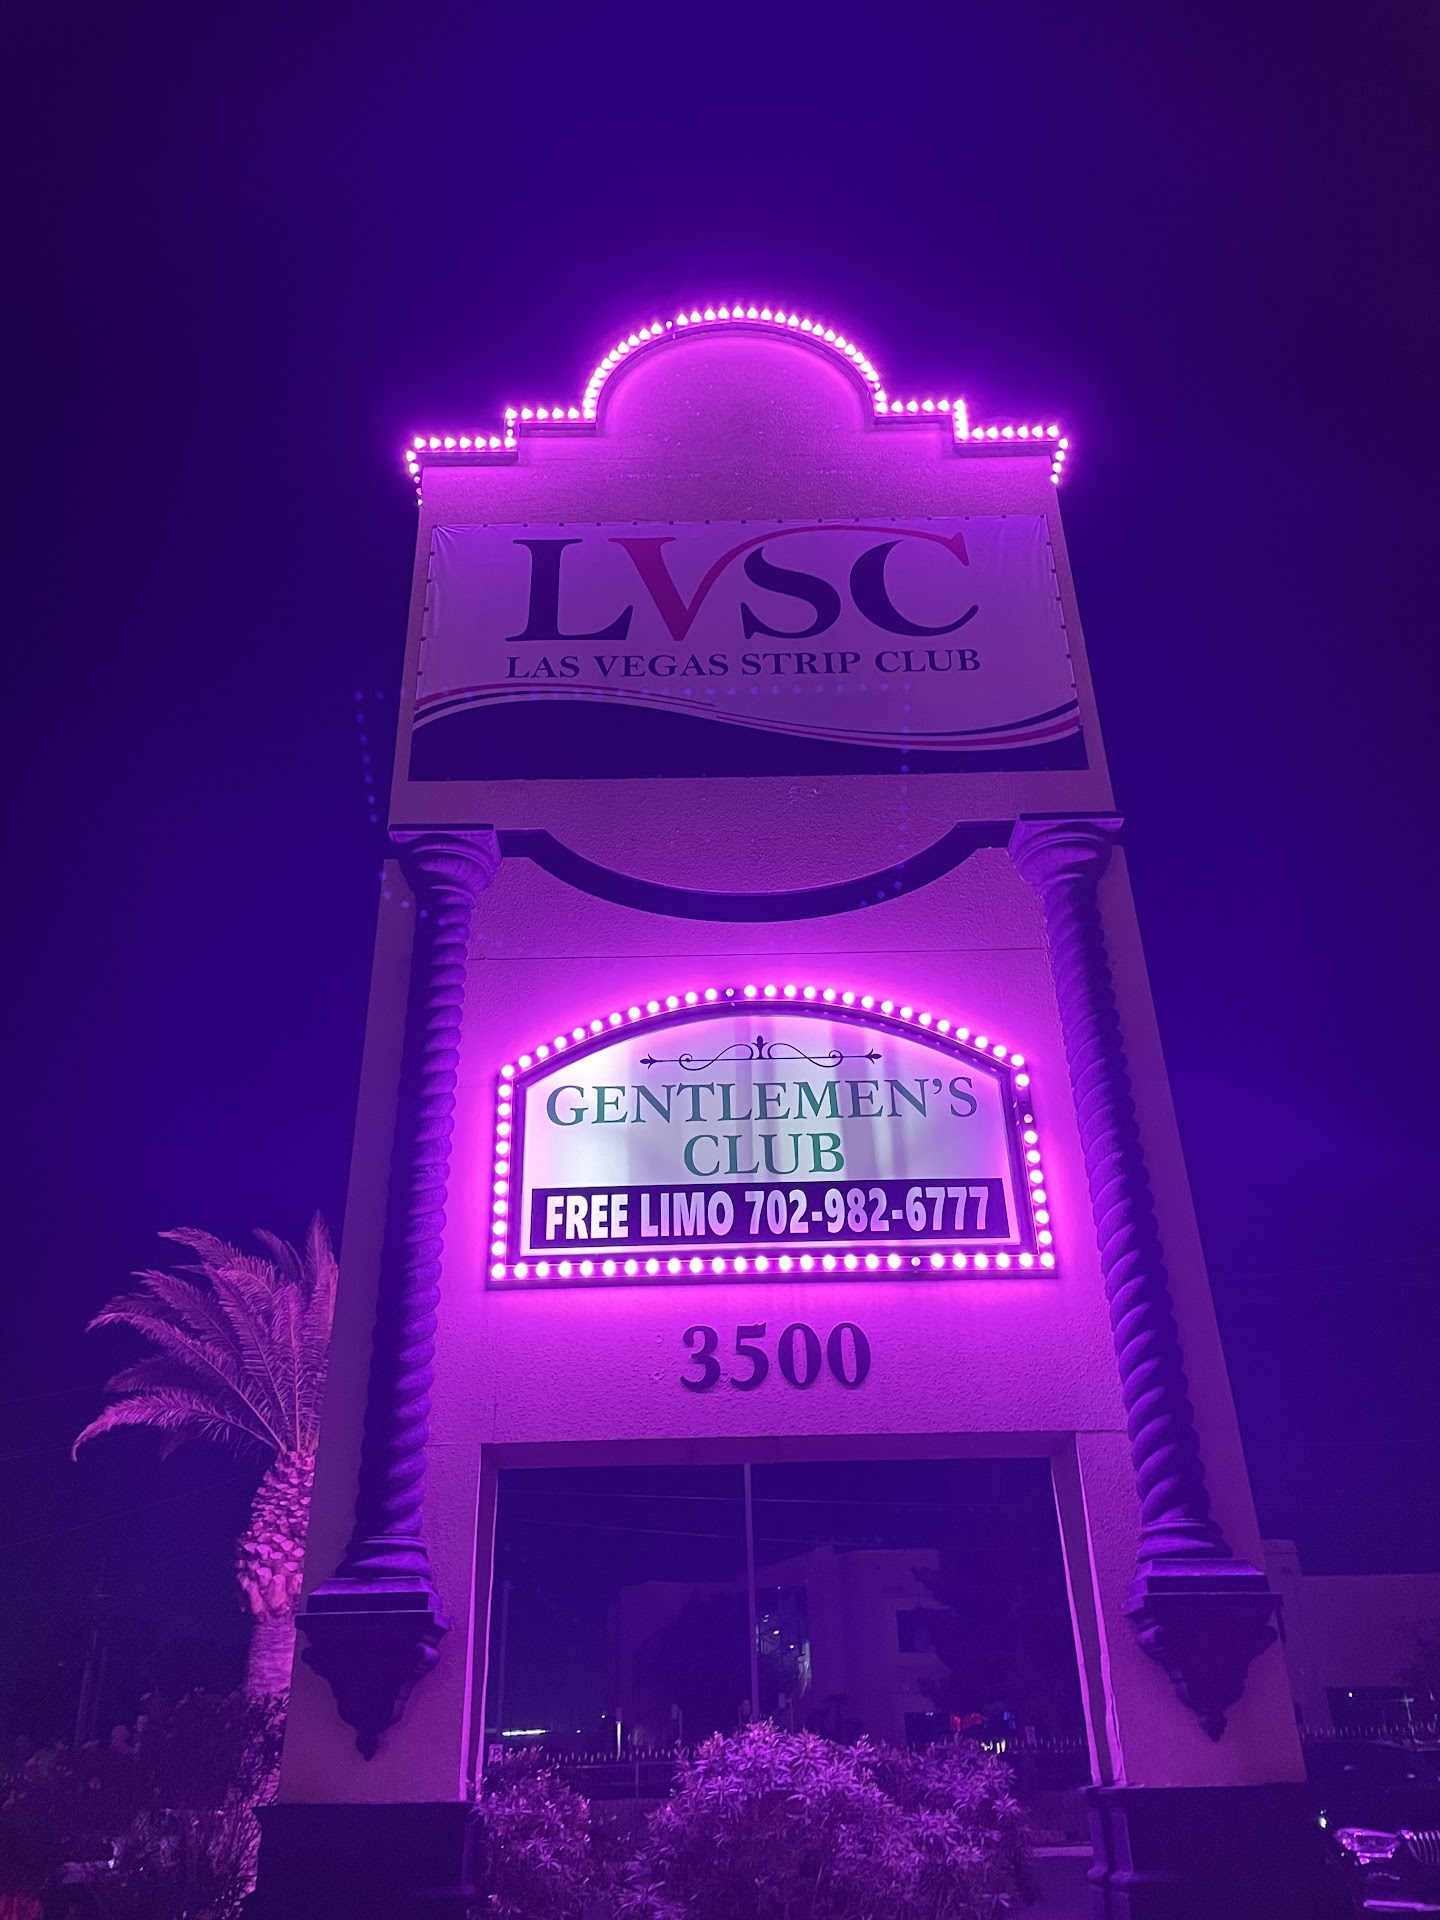 LVSC
LAS VEGAS STRIP CLUB
GENTLEMEN'S
CLUB
FREE LIMO 702-982-6777
3500